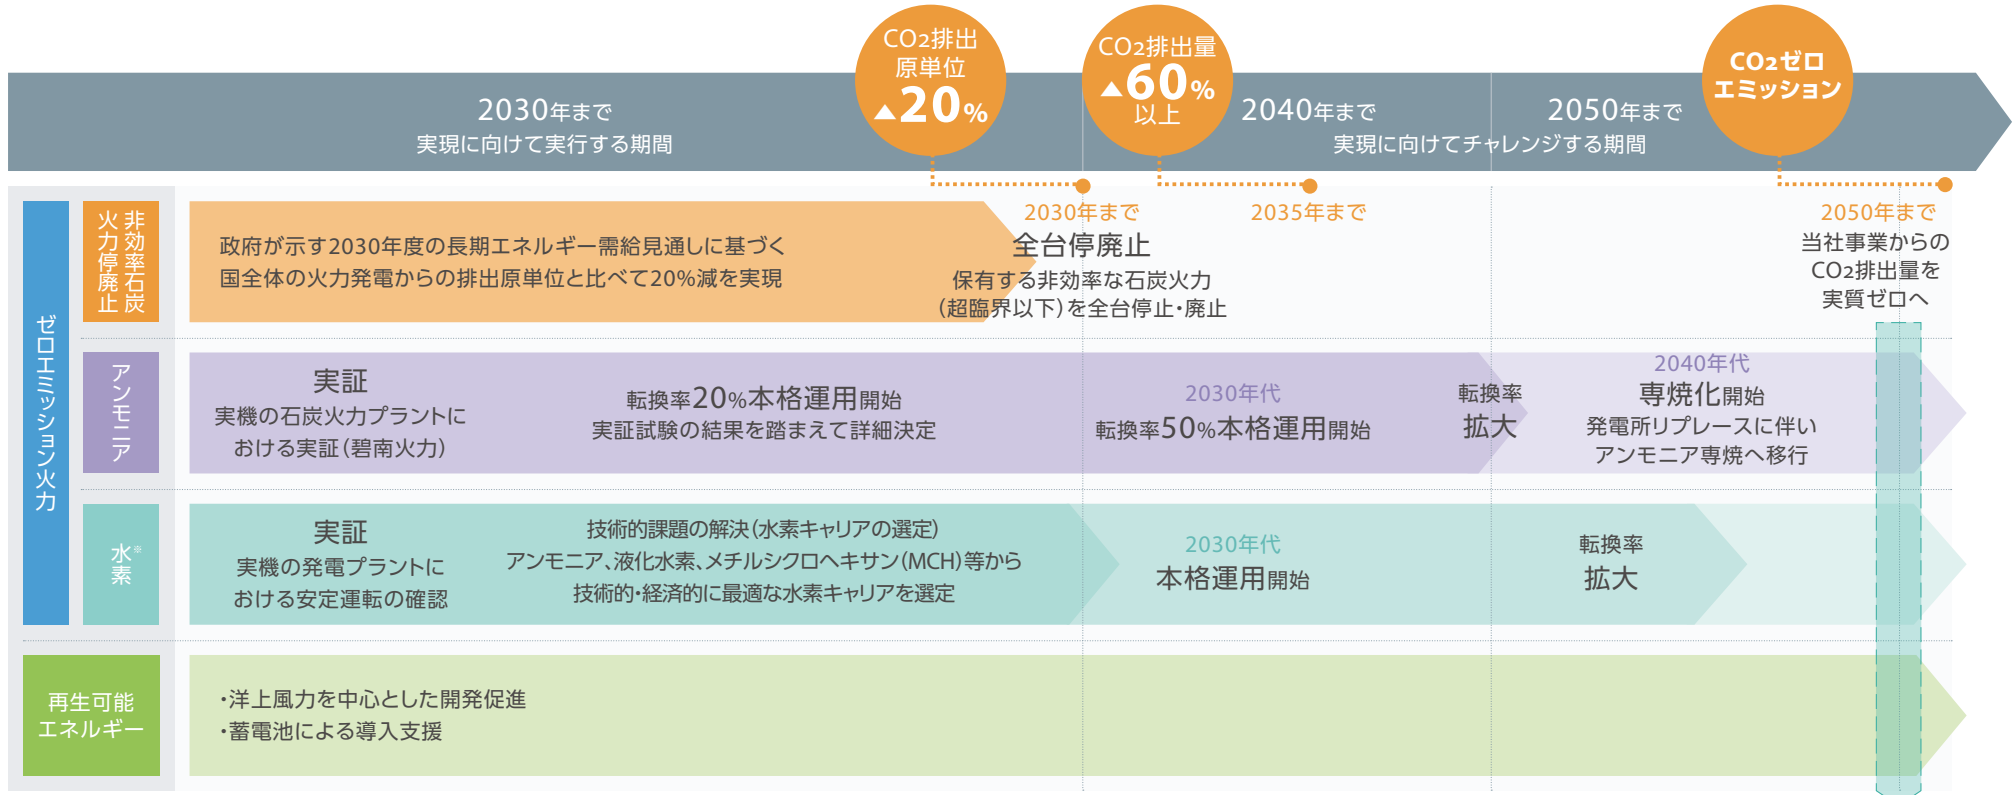 CO2排出
原単位
▲20%
CO2排出量
▲60%
以上
CO2ゼロ
エミッション
2030年まで
実現に向けて実行する期間
2040年まで
2050年まで
実現に向けてチャレンジする期間
2030年まで
2035年まで
2050年まで
ゼロエミッション火力
非効率石炭
火力停廃止
政府が示す2030年度の長期エネルギー需給見通しに基づく
国全体の火力発電からの排出原単位と比べて20%減を実現
全台停廃止
保有する非効率な石炭火力
(超臨界以下)を全台停止・廃止
当社事業からの
CO2排出量を
実質ゼロへ
アンモニア
実証
実機の石炭火力プラントに
おける実証(碧南火力)
転換率20%本格運用開始
実証試験の結果を踏まえて詳細決定
2030年代
転換率50%本格運用開始
転換率
拡大
2040年代
専焼化開始
発電所リプレースに伴い
アンモニア専焼へ移行
水素※
実証
実機の発電プラントに
おける安定運転の確認
技術的課題の解決(水素キャリアの選定)
アンモニア、液化水素、メチルシクロヘキサン(MCH)等から
技術的・経済的に最適な水素キャリアを選定
2030年代
本格運用開始
転換率
拡大
再生可能
エネルギー
・洋上風力を中心とした開発促進
・蓄電池による導入支援